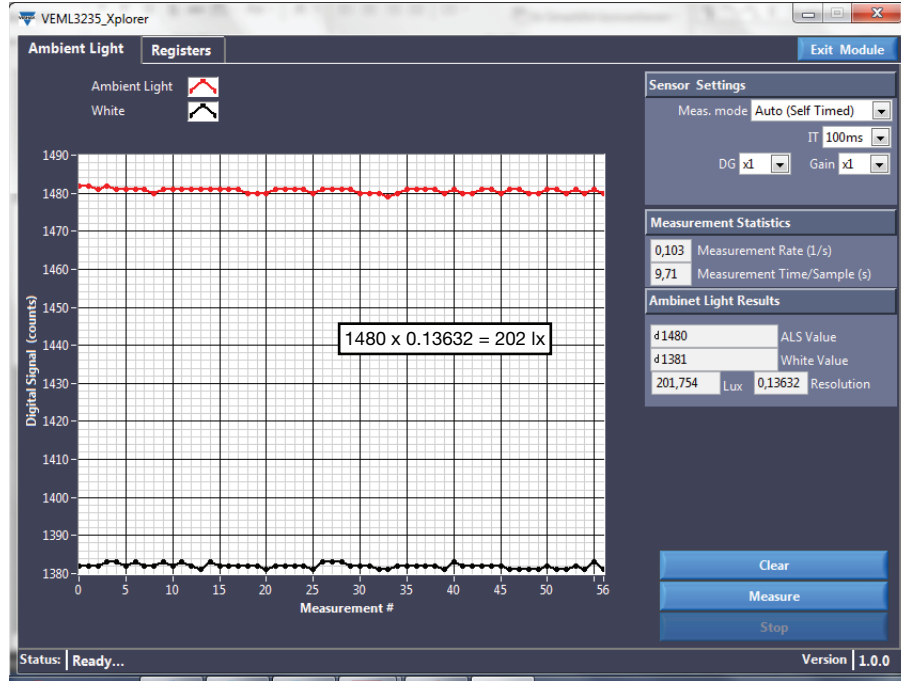 VEML3235_Xplorer
Ambient Light
Registers
Exit Module
Ambient Light
White
Sensor Settings
Meas. mode Auto (Self Timed)
IT 100ms
DG x1 Gain x1
Measurement Statistics
0,103 Measurement Rate (1/s)
9,71 Measurement Time/Sample (s)
Ambinet Light Results
d1480 ALS Value
d1381 White Value
201,754 Lux 0,13632 Resolution
Digital Signal (counts)
1490
1480
1470
1460
1450
1440
1430
1420
1410
1400
1390
1380
1480 x 0.13632 = 202 lx
0 5 10 15 20 25 30 35 40 45 50 56
Measurement #
Clear
Measure
Stop
Status: Ready...
Version 1.0.0